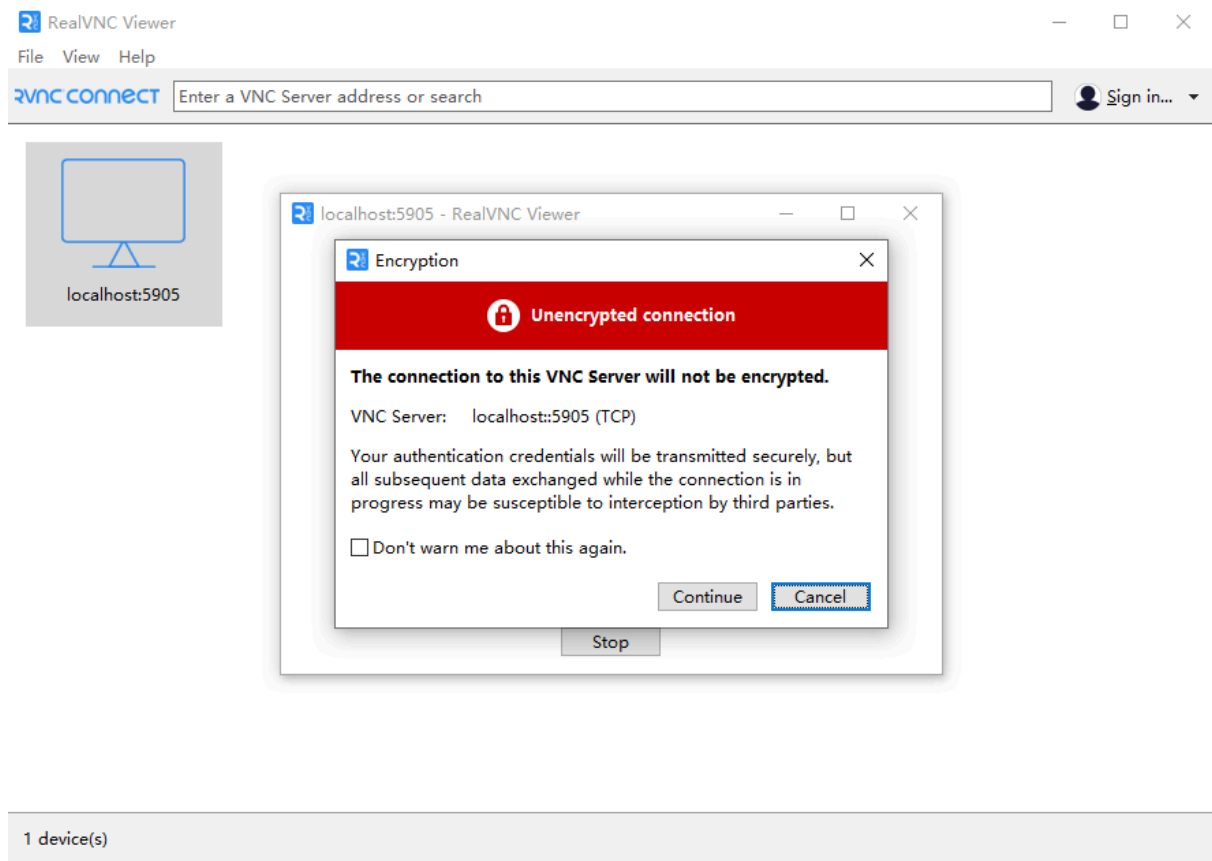 RealVNC Viewer
File View Help
RVNC CONNECT Enter a VNC Server address or search Sign in...
localhost:5905 - RealVNC Viewer
Encryption
Unencrypted connection
localhost:5905
The connection to this VNC Server will not be encrypted.
VNC Server: localhost::5905 (TCP)
Your authentication credentials will be transmitted securely, but
all subsequent data exchanged while the connection is in
progress may be susceptible to interception by third parties.
Don't warn me about this again.
Continue Cancel
Stop
1 device(s)